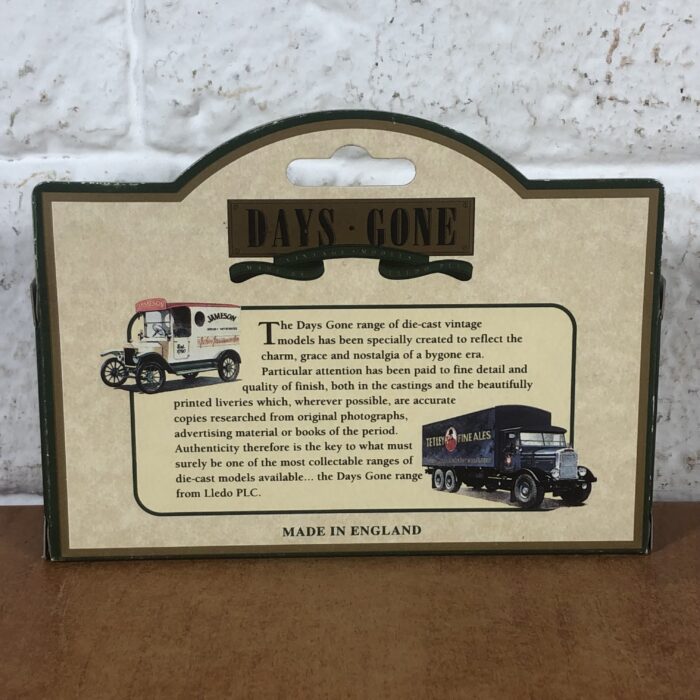 DAYS · GONE
VINTAGE · MODELS
JAMESON
JAMESON
The Days Gone range of die-cast vintage
models has been specially created to reflect the
charm, grace and nostalgia of a bygone era.
Particular attention has been paid to fine detail and
quality of finish, both in the castings and the beautifully
printed liveries which, wherever possible, are accurate
copies researched from original photographs,
advertising material or books of the period.
Authenticity therefore is the key to what must
surely be one of the most collectable ranges of
die-cast models available... the Days Gone range
from Lledo PLC.
TETLEY FINE ALES
MADE IN ENGLAND